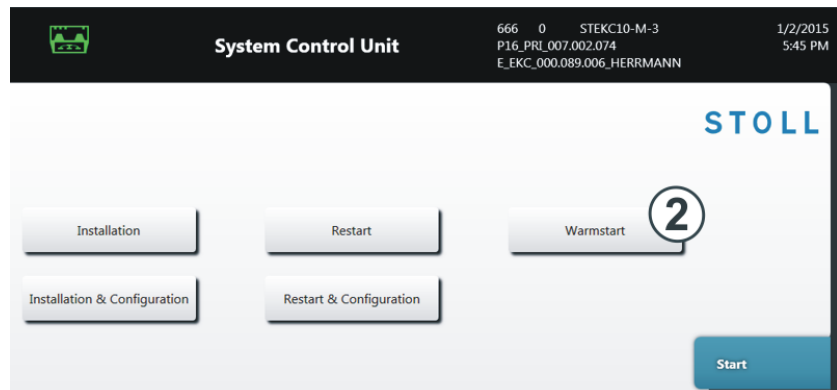 System Control Unit
666 0 STEKC10-M-3
P16_PRI_007.002.074
E_EKC_000.089.006_HERRMANN
1/2/2015
5:45 PM
STOLL
Installation
Restart
Warmstart
2
Installation & Configuration
Restart & Configuration
Start